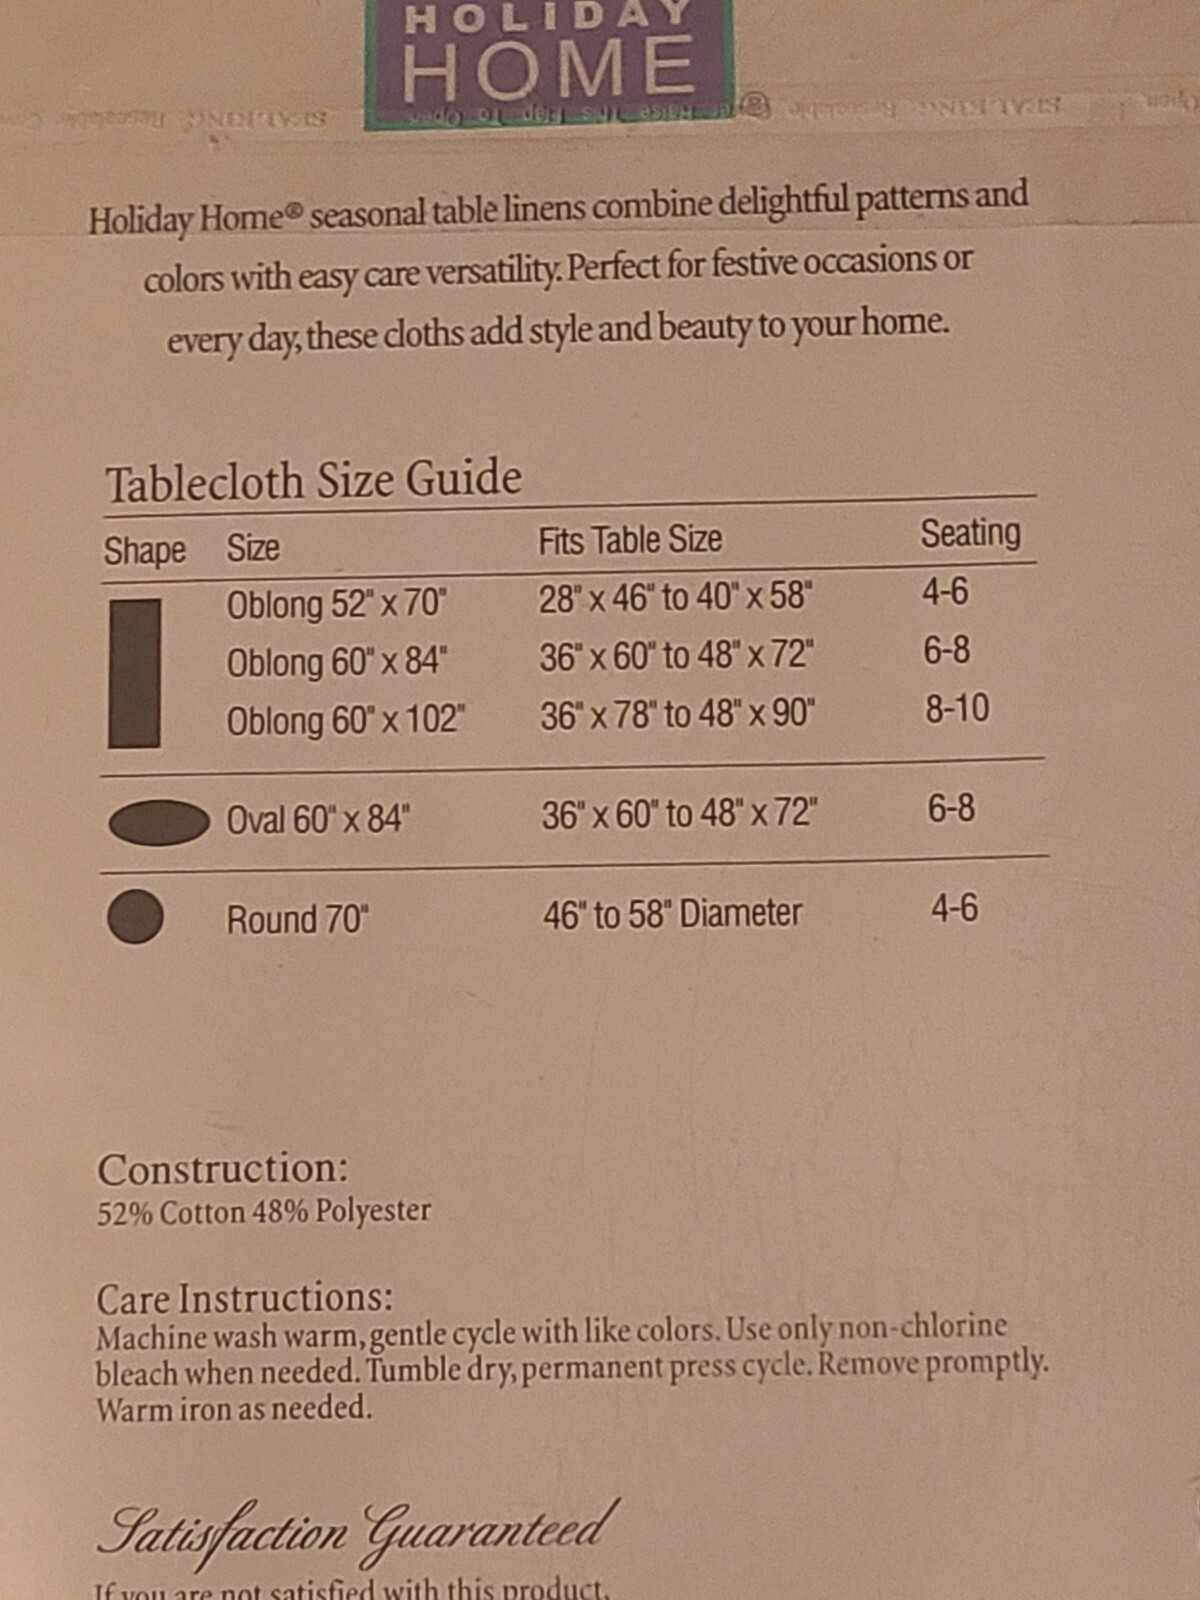 HOLIDAY
HOME
Raise This Flap To Open
SEALKING
Holiday Home® seasonal table linens combine delightful patterns and
colors with easy care versatility. Perfect for festive occasions or
every day, these cloths add style and beauty to your home.
Tablecloth Size Guide
Shape Size Fits Table Size Seating
Oblong 52" x 70" 28" x 46" to 40" x 58" 4-6
Oblong 60" x 84" 36" x 60" to 48" x 72" 6-8
Oblong 60" x 102" 36" x 78" to 48" x 90" 8-10
Oval 60" x 84" 36" x 60" to 48" x 72" 6-8
Round 70" 46" to 58" Diameter 4-6
Construction:
52% Cotton 48% Polyester
Care Instructions:
Machine wash warm, gentle cycle with like colors. Use only non-chlorine
bleach when needed. Tumble dry, permanent press cycle. Remove promptly.
Warm iron as needed.
Satisfaction Guaranteed
If you are not satisfied with this product,